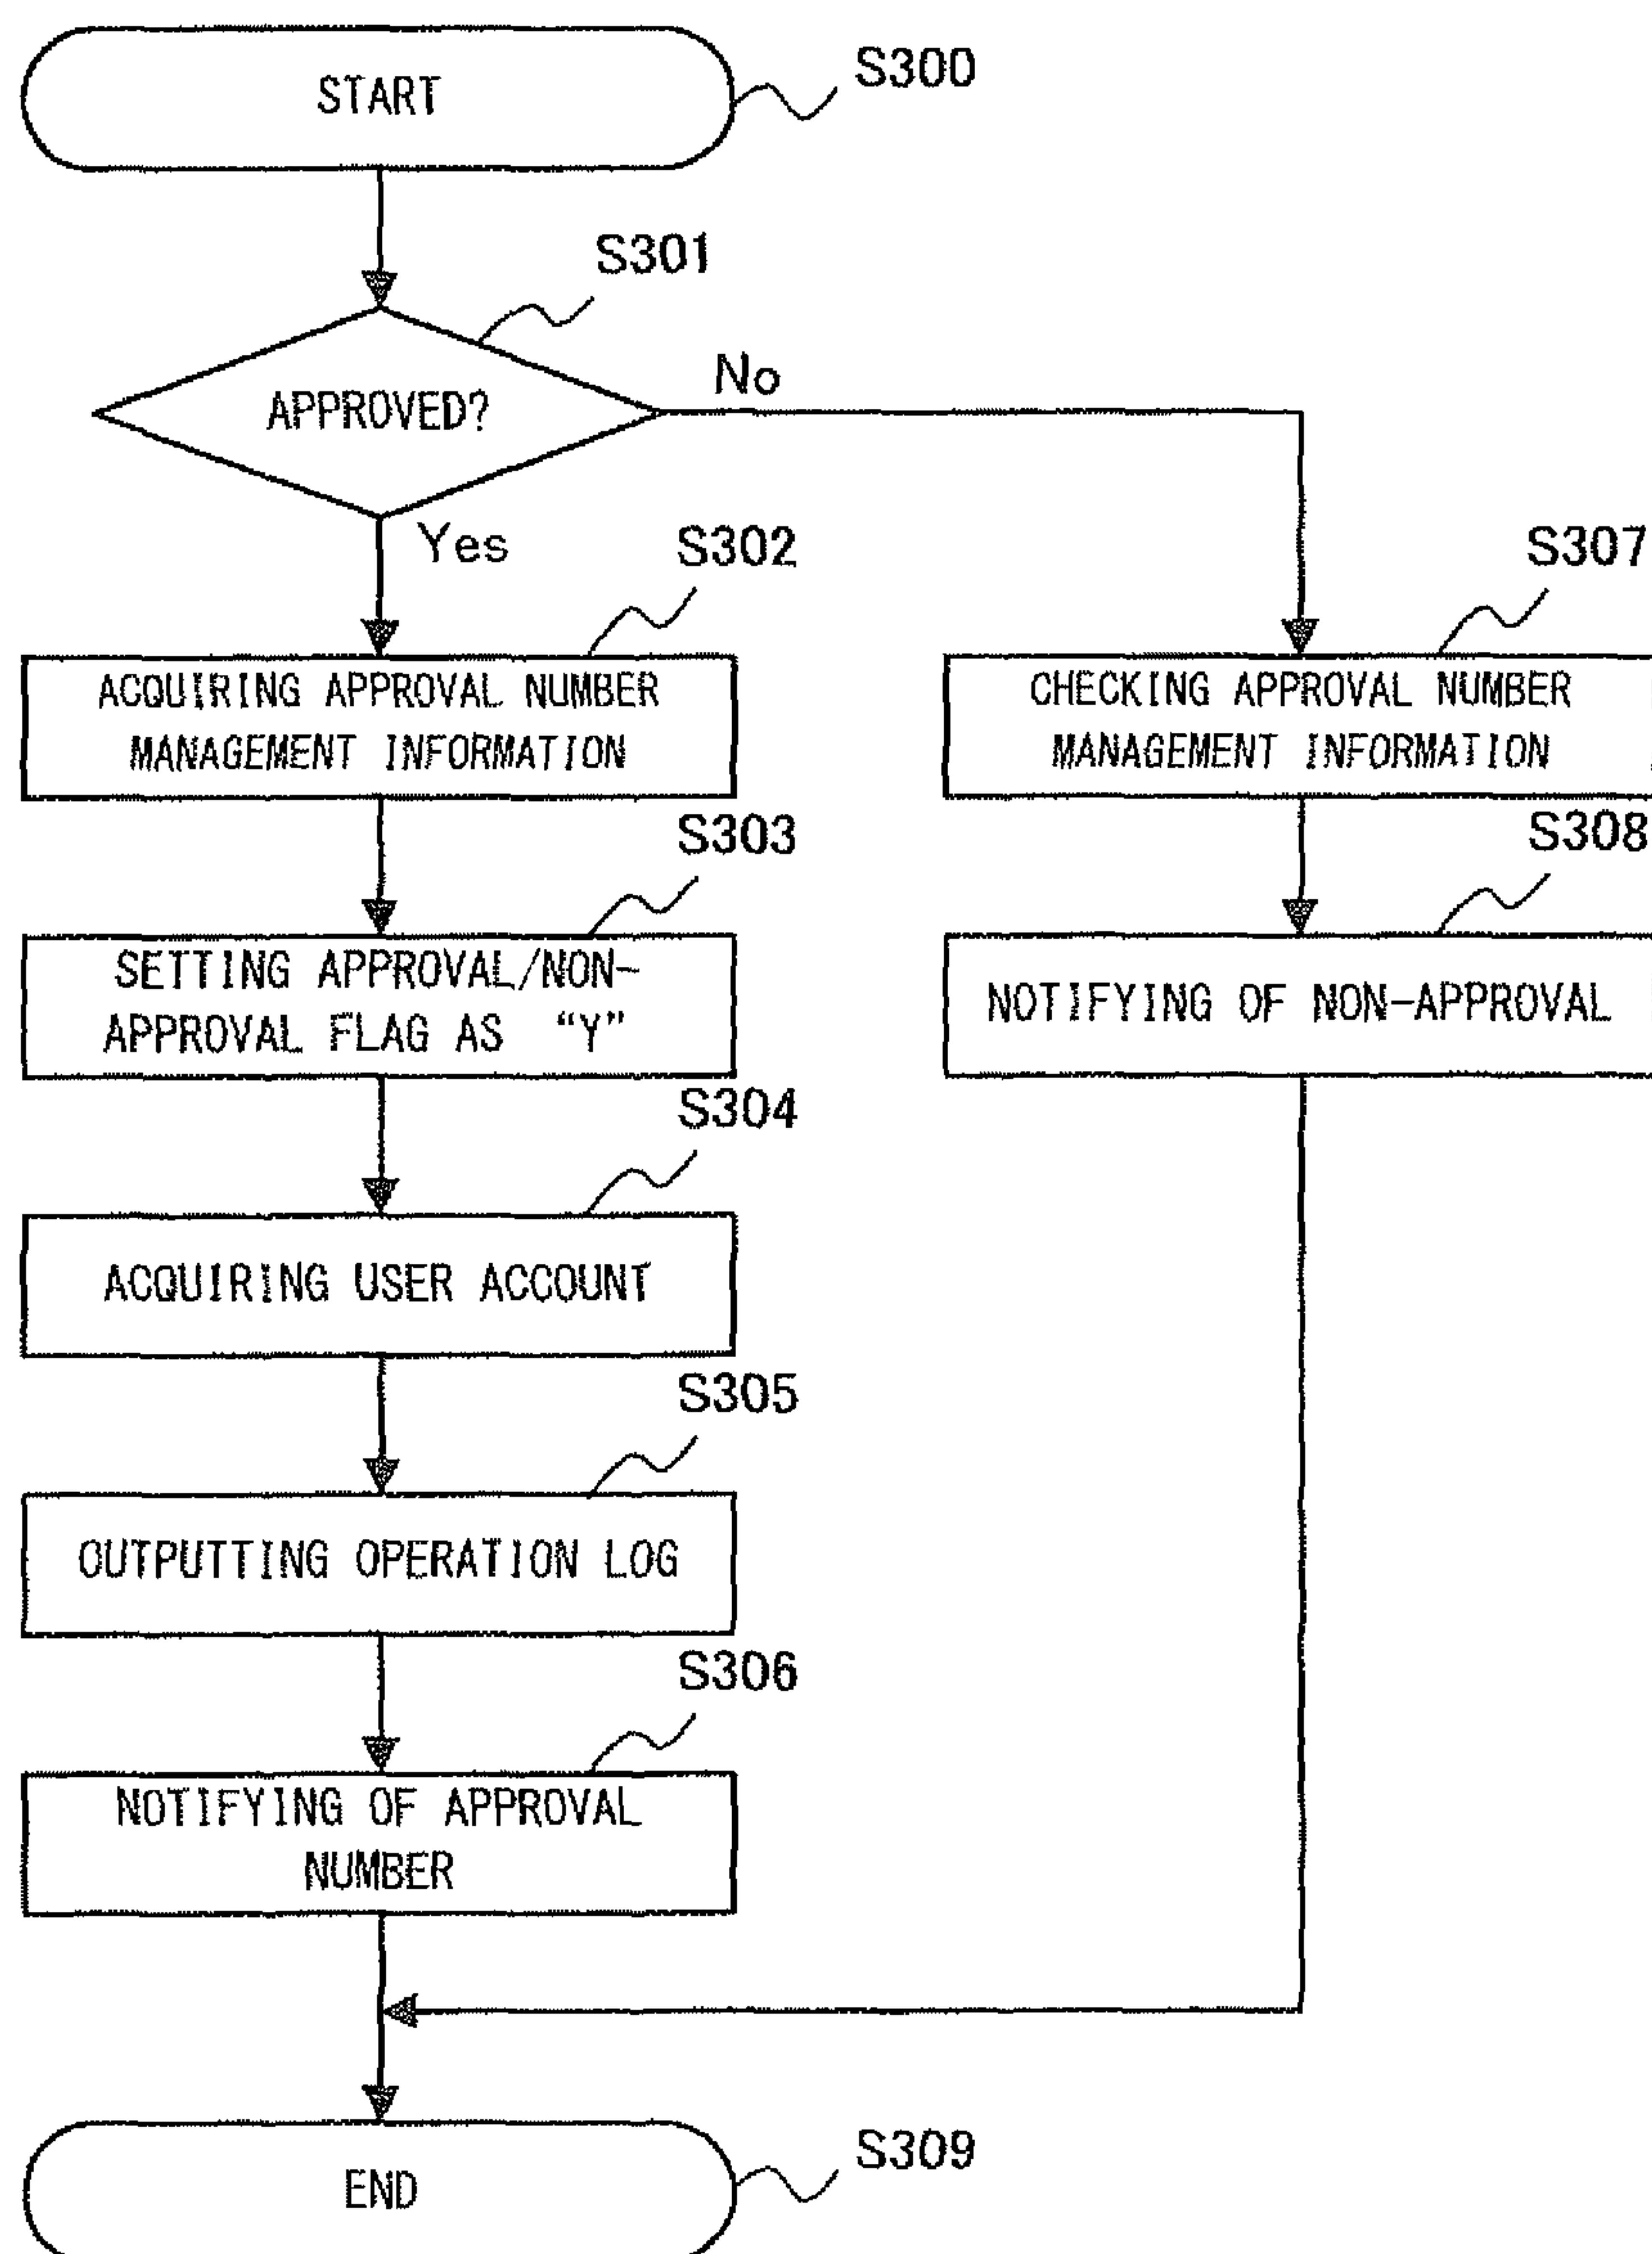 START
S300
S301
APPROVED?
No
Yes
S302
ACQUIRING APPROVAL NUMBER
MANAGEMENT INFORMATION
S303
SETTING APPROVAL/NON-
APPROVAL FLAG AS “Y”
S304
ACQUIRING USER ACCOUNT
S305
OUTPUTTING OPERATION LOG
S306
NOTIFYING OF APPROVAL
NUMBER
S307
CHECKING APPROVAL NUMBER
MANAGEMENT INFORMATION
S308
NOTIFYING OF NON-APPROVAL
END
S309